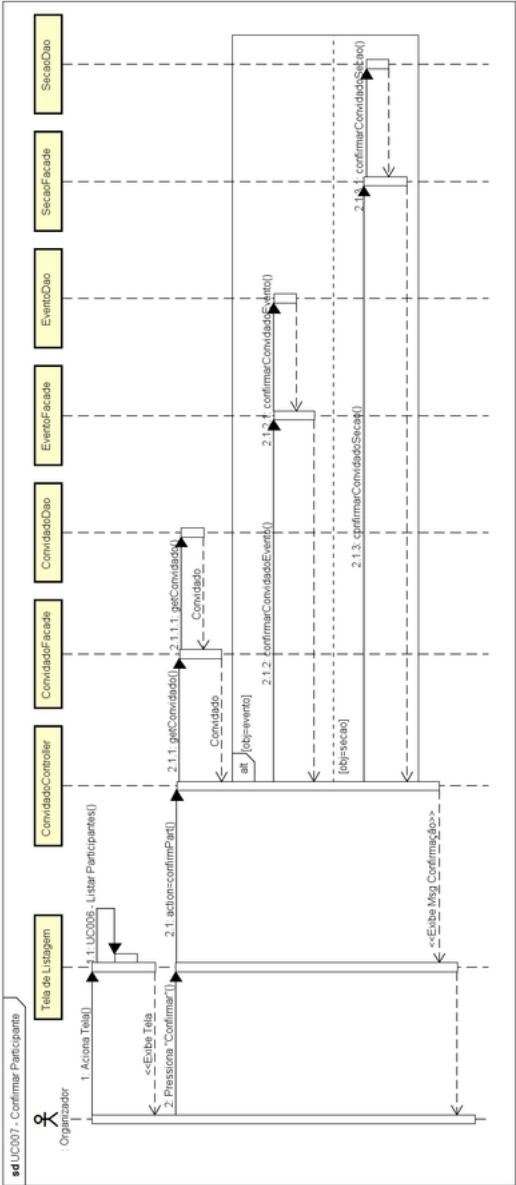 sd UC007 - Confirmar Participante
: Organizador
Tela de Listagem
ConvidadoController
ConvidadoFacade
ConvidadoDao
EventoFacade
EventoDao
SecaoFacade
SecaoDao
1: Aciona Tela()
1.1: UC006 - Listar Participantes()
<<Exibe Tela
2: Pressiona "Confirmar"()
2.1: action=confirmPart()
2.1.1: getConvidado()
2.1.1.1: getConvidado()
Convidado
Convidado
alt
[obj=evento]
2.1.2: confirmarConvidadoEvento()
2.1.2.1: confirmarConvidadoEvento()
[obj=secao]
2.1.3: confirmarConvidadoSecao()
2.1.3.1: confirmarConvidadoSecao()
<<Exibe Msg Confirmação>>